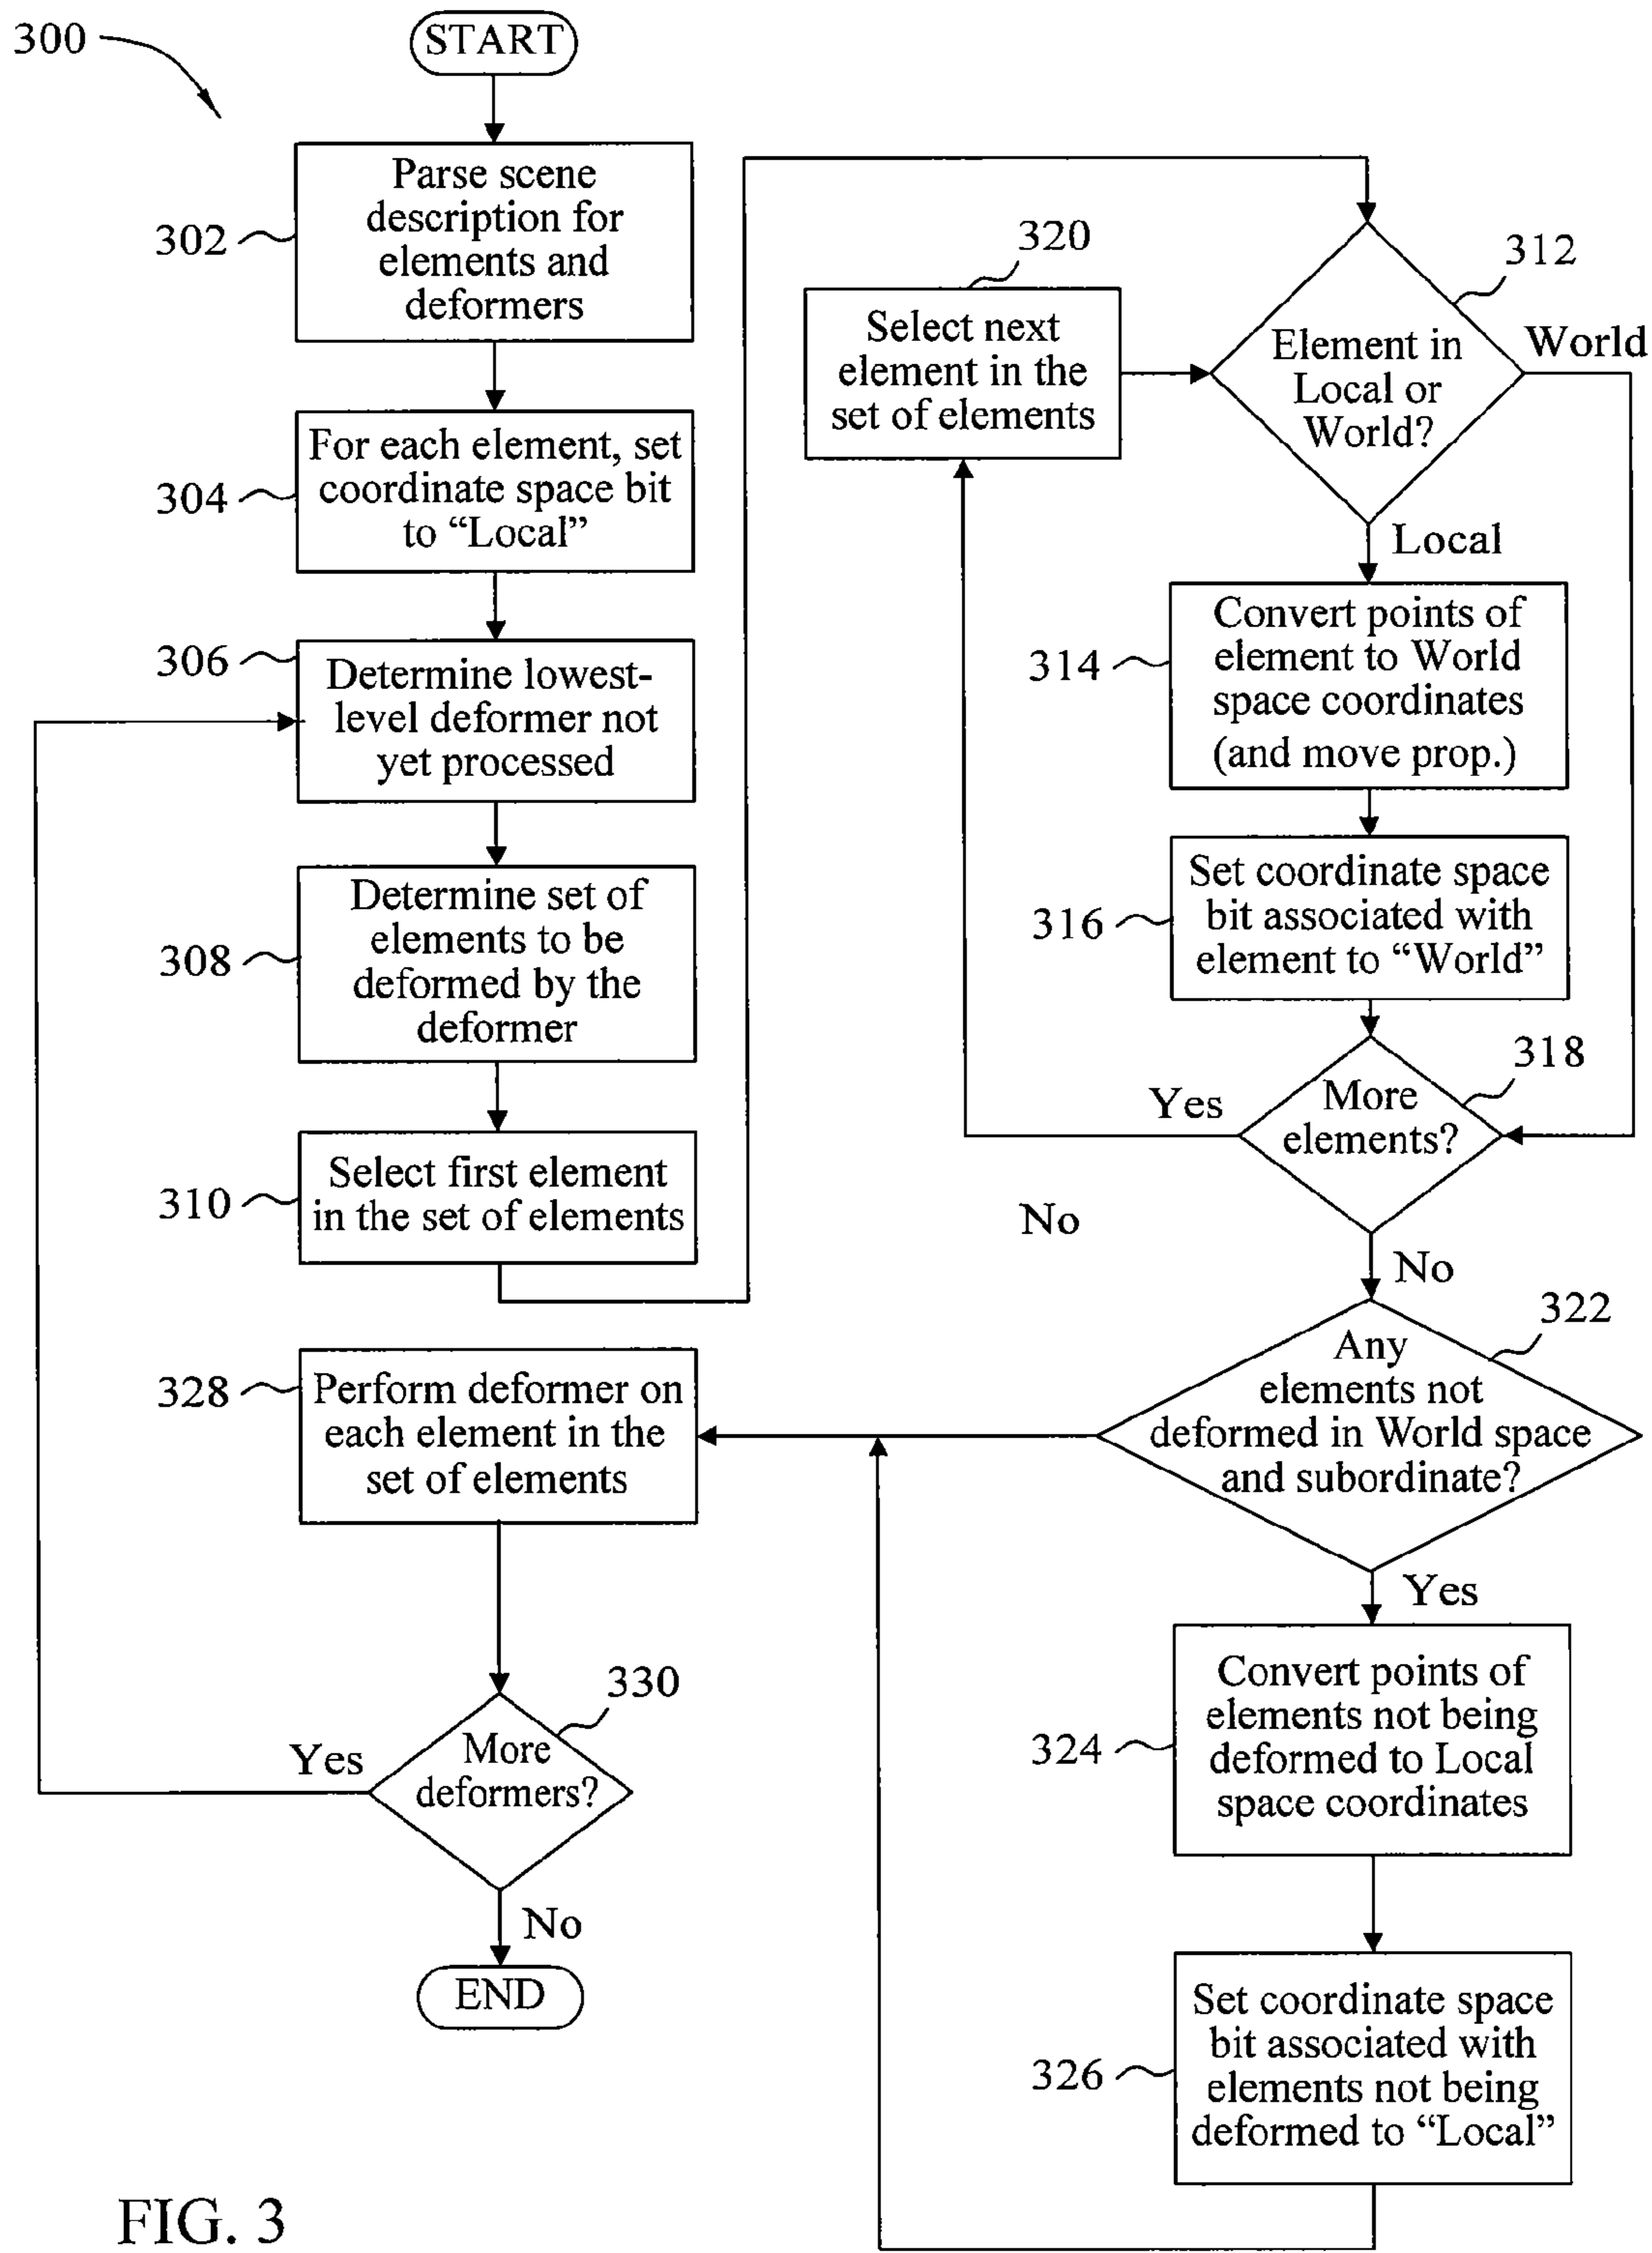 300
START
302
Parse scene
description for
elements and
deformers
304
For each element, set
coordinate space bit
to “Local”
306
Determine lowest-
level deformer not
yet processed
308
Determine set of
elements to be
deformed by the
deformer
310
Select first element
in the set of elements
312
Element in
Local or
World?
World
Local
320
Select next
element in the
set of elements
314
Convert points of
element to World
space coordinates
(and move prop.)
316
Set coordinate space
bit associated with
element to “World”
318
More
elements?
Yes
No
No
322
Any
elements not
deformed in World space
and subordinate?
Yes
324
Convert points of
elements not being
deformed to Local
space coordinates
326
Set coordinate space
bit associated with
elements not being
deformed to “Local”
328
Perform deformer on
each element in the
set of elements
330
More
deformers?
Yes
No
END
FIG. 3